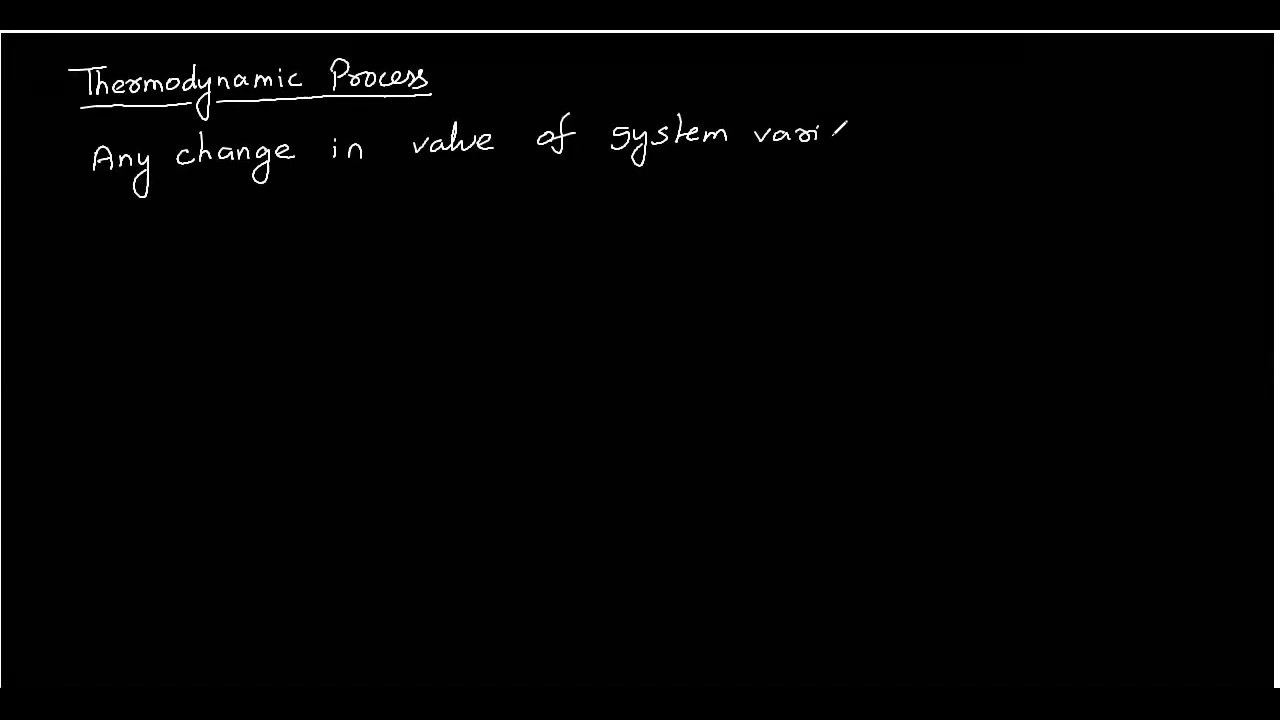 Thermodynamic Process
Any change in value of system vari